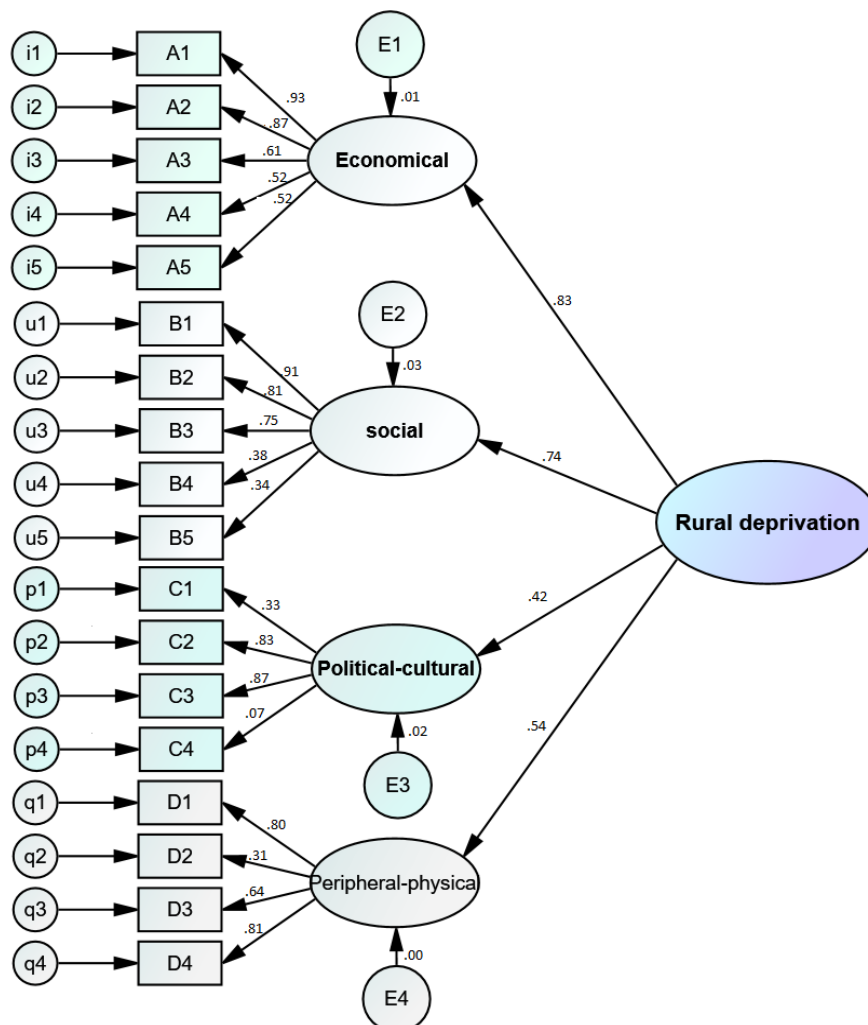 E1
i1 A1
.01
.93
i2 A2
.87
Economical
i3 A3
.61
i4 A4
.52
.52
i5 A5
.83
E2
u1 B1
.03
.91
u2 B2
.81
u3 B3
.75
social
.74
u4 B4
.38
.34
u5 B5
Rural deprivation
p1 C1
.33
.42
p2 C2
.83
Political-cultural
p3 C3
.87
.07
p4 C4
.02
.54
E3
q1 D1
.80
q2 D2
.31
Peripheral-physical
q3 D3
.64
.81
q4 D4
.00
E4